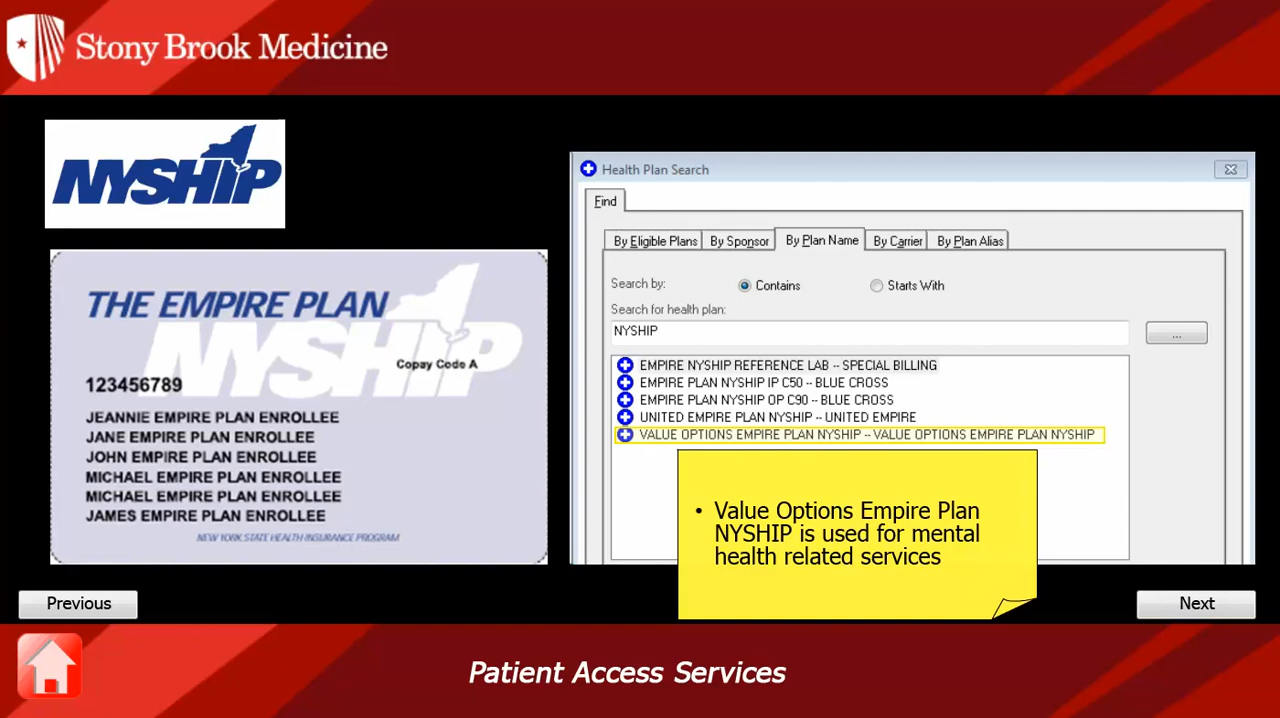 Stony Brook Medicine
NYSHIP
THE EMPIRE PLAN
NYSHIP
Copay Code A
123456789
JEANNIE EMPIRE PLAN ENROLLEE
JANE EMPIRE PLAN ENROLLEE
JOHN EMPIRE PLAN ENROLLEE
MICHAEL EMPIRE PLAN ENROLLEE
MICHAEL EMPIRE PLAN ENROLLEE
JAMES EMPIRE PLAN ENROLLEE
NEW YORK STATE HEALTH INSURANCE PROGRAM
Health Plan Search
Find
By Eligible Plans By Sponsor By Plan Name By Carrier By Plan Alias
Search by: Contains Starts With
Search for health plan:
NYSHIP
...
EMPIRE NYSHIP REFERENCE LAB -- SPECIAL BILLING
EMPIRE PLAN NYSHIP IP C50 -- BLUE CROSS
EMPIRE PLAN NYSHIP OP C90 -- BLUE CROSS
UNITED EMPIRE PLAN NYSHIP -- UNITED EMPIRE
VALUE OPTIONS EMPIRE PLAN NYSHIP -- VALUE OPTIONS EMPIRE PLAN NYSHIP
• Value Options Empire Plan
NYSHIP is used for mental
health related services
Previous
Next
Patient Access Services